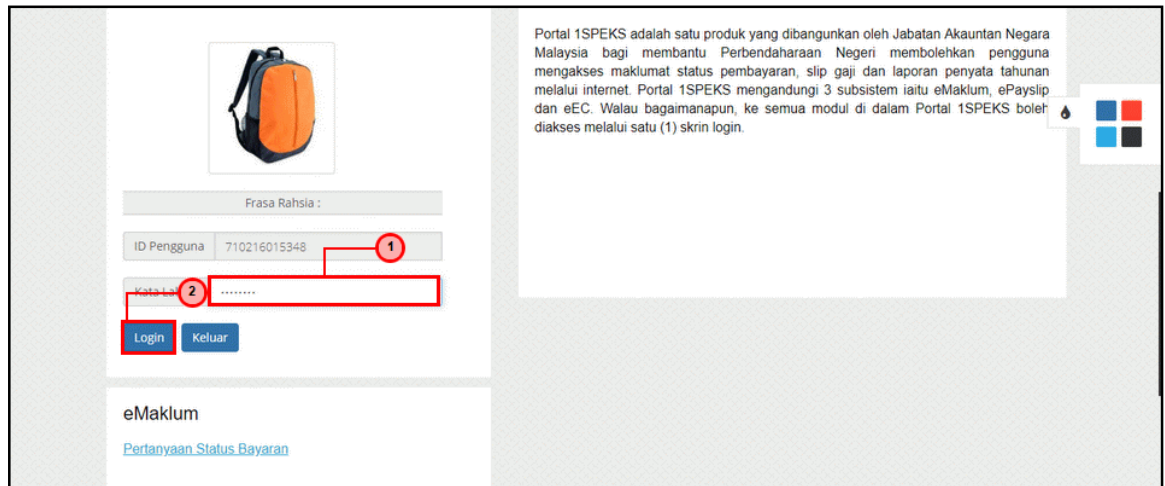 Portal 1SPEKS adalah satu produk yang dibangunkan oleh Jabatan Akauntan Negara
Malaysia bagi membantu Perbendaharaan Negeri membolehkan pengguna
mengakses maklumat status pembayaran, slip gaji dan laporan penyata tahunan
melalui internet. Portal 1SPEKS mengandungi 3 subsistem iaitu eMaklum, ePayslip
dan eEC. Walau bagaimanapun, ke semua modul di dalam Portal 1SPEKS boleh
diakses melalui satu (1) skrin login.
Frasa Rahsia :
ID Pengguna 710216015348
1
Kata 2 ........
Login Keluar
eMaklum
Pertanyaan Status Bayaran